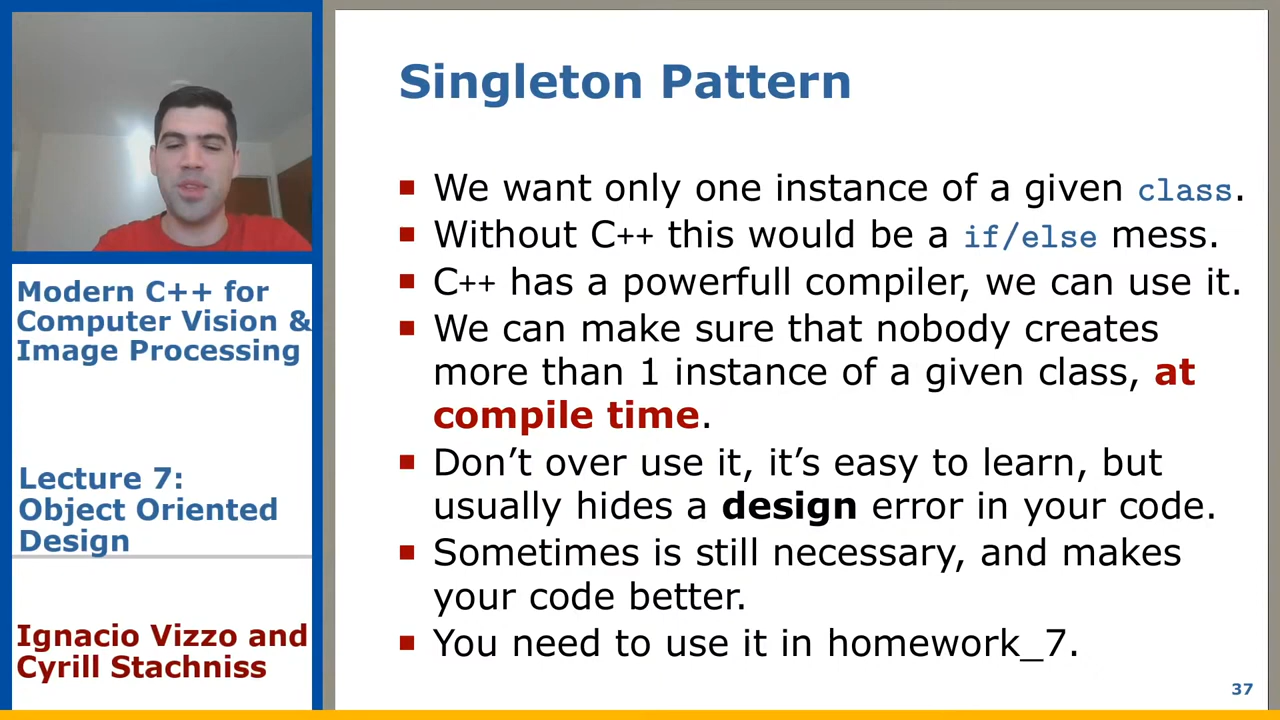 Modern C++ for
Computer Vision &
Image Processing
Lecture 7:
Object Oriented
Design
Ignacio Vizzo and
Cyrill Stachniss
Singleton Pattern
We want only one instance of a given class.
Without C++ this would be a if/else mess.
C++ has a powerfull compiler, we can use it.
We can make sure that nobody creates
more than 1 instance of a given class, at
compile time.
Don’t over use it, it’s easy to learn, but
usually hides a design error in your code.
Sometimes is still necessary, and makes
your code better.
You need to use it in homework_7.
37